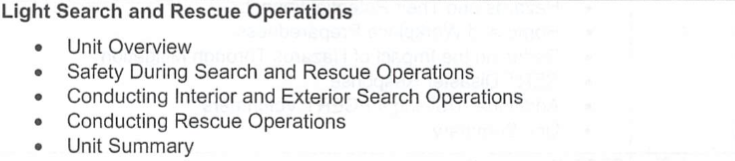 Light Search and Rescue Operations
• Unit Overview
• Safety During Search and Rescue Operations
• Conducting Interior and Exterior Search Operations
• Conducting Rescue Operations
• Unit Summary